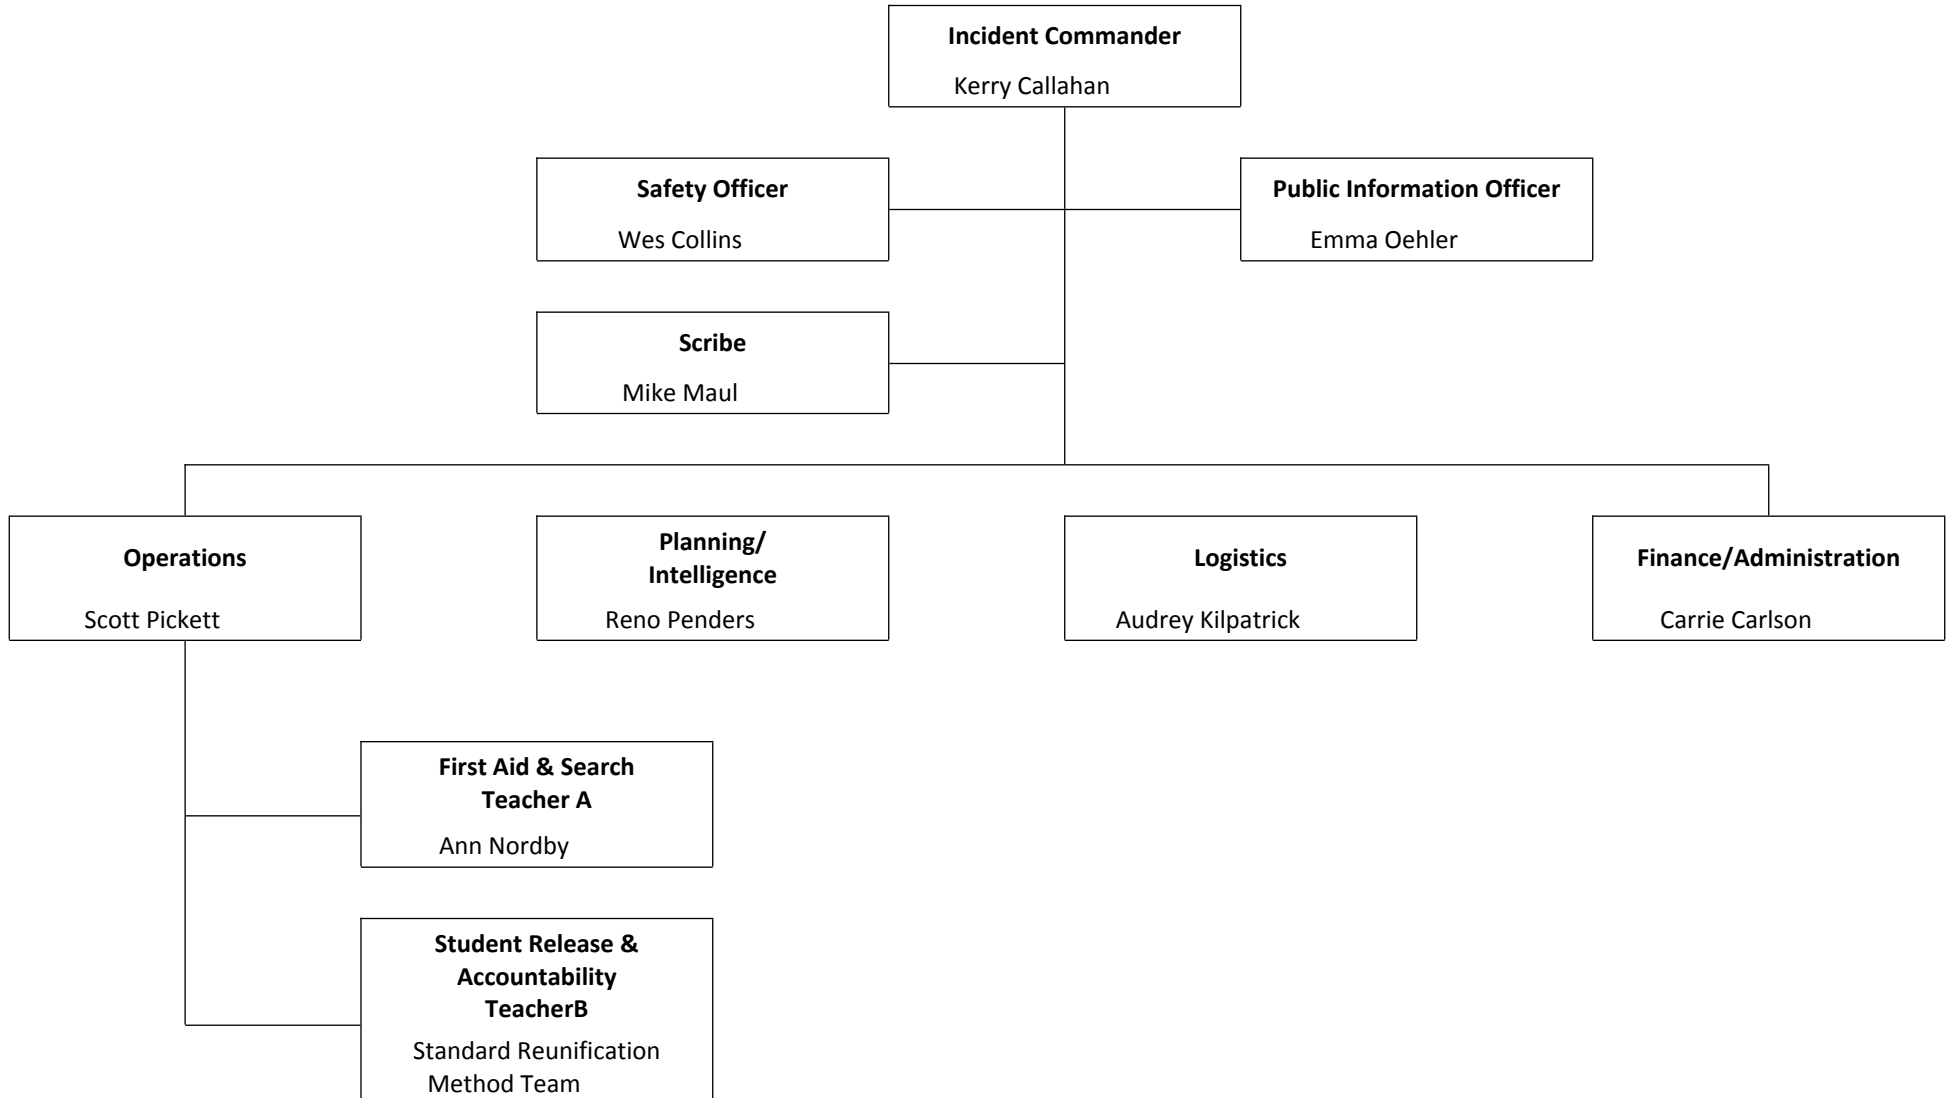 Incident Commander
Kerry Callahan
Safety Officer
Wes Collins
Public Information Officer
Emma Oehler
Scribe
Mike Maul
Operations
Scott Pickett
Planning/
Intelligence
Reno Penders
Logistics
Audrey Kilpatrick
Finance/Administration
Carrie Carlson
First Aid & Search
Teacher A
Ann Nordby
Student Release &
Accountability
TeacherB
Standard Reunification
Method Team